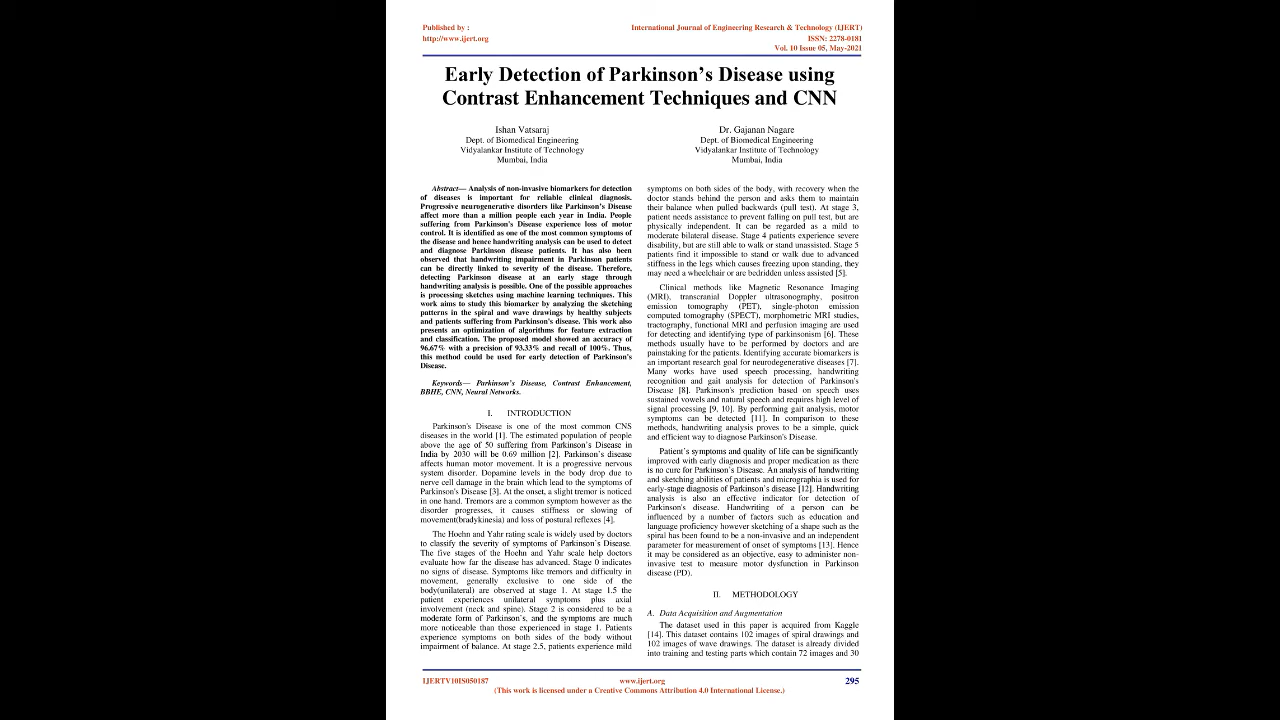 Published by :
http://www.ijert.org
International Journal of Engineering Research & Technology (IJERT)
ISSN: 2278-0181
Vol. 10 Issue 05, May-2021
Early Detection of Parkinson’s Disease using
Contrast Enhancement Techniques and CNN
Ishan Vatsaraj
Dept. of Biomedical Engineering
Vidyalankar Institute of Technology
Mumbai, India
Dr. Gajanan Nagare
Dept. of Biomedical Engineering
Vidyalankar Institute of Technology
Mumbai, India
Abstract— Analysis of non-invasive biomarkers for detection
of diseases is important for reliable clinical diagnosis.
Progressive neurogenerative disorders like Parkinson’s Disease
affect more than a million people each year in India. People
suffering from Parkinson's Disease experience loss of motor
control. It is identified as one of the most common symptoms of
the disease and hence handwriting analysis can be used to detect
and diagnose Parkinson disease patients. It has also been
observed that handwriting impairment in Parkinson patients
can be directly linked to severity of the disease. Therefore,
detecting Parkinson disease at an early stage through
handwriting analysis is possible. One of the possible approaches
is processing sketches using machine learning techniques. This
work aims to study this biomarker by analyzing the sketching
patterns in the spiral and wave drawings by healthy subjects
and patients suffering from Parkinson's disease. This work also
presents an optimization of algorithms for feature extraction
and classification. The proposed model showed an accuracy of
96.67% with a precision of 93.33% and recall of 100%. Thus,
this method could be used for early detection of Parkinson's
Disease.
Keywords— Parkinson’s Disease, Contrast Enhancement,
BBHE, CNN, Neural Networks.
I. INTRODUCTION
Parkinson's Disease is one of the most common CNS
diseases in the world [1]. The estimated population of people
above the age of 50 suffering from Parkinson’s Disease in
India by 2030 will be 0.69 million [2]. Parkinson’s disease
affects human motor movement. It is a progressive nervous
system disorder. Dopamine levels in the body drop due to
nerve cell damage in the brain which lead to the symptoms of
Parkinson's Disease [3]. At the onset, a slight tremor is noticed
in one hand. Tremors are a common symptom however as the
disorder progresses, it causes stiffness or slowing of
movement(bradykinesia) and loss of postural reflexes [4].
The Hoehn and Yahr rating scale is widely used by doctors
to classify the severity of symptoms of Parkinson’s Disease.
The five stages of the Hoehn and Yahr scale help doctors
evaluate how far the disease has advanced. Stage 0 indicates
no signs of disease. Symptoms like tremors and difficulty in
movement, generally exclusive to one side of the
body(unilateral) are observed at stage 1. At stage 1.5 the
patient experiences unilateral symptoms plus axial
involvement (neck and spine). Stage 2 is considered to be a
moderate form of Parkinson’s, and the symptoms are much
more noticeable than those experienced in stage 1. Patients
experience symptoms on both sides of the body without
impairment of balance. At stage 2.5, patients experience mild
symptoms on both sides of the body, with recovery when the
doctor stands behind the person and asks them to maintain
their balance when pulled backwards (pull test). At stage 3,
patient needs assistance to prevent falling on pull test, but are
physically independent. It can be regarded as a mild to
moderate bilateral disease. Stage 4 patients experience severe
disability, but are still able to walk or stand unassisted. Stage 5
patients find it impossible to stand or walk due to advanced
stiffness in the legs which causes freezing upon standing, they
may need a wheelchair or are bedridden unless assisted [5].
Clinical methods like Magnetic Resonance Imaging
(MRI), transcranial Doppler ultrasonography, positron
emission tomography (PET), single-photon emission
computed tomography (SPECT), morphometric MRI studies,
tractography, functional MRI and perfusion imaging are used
for detecting and identifying type of parkinsonism [6]. These
methods usually have to be performed by doctors and are
painstaking for the patients. Identifying accurate biomarkers is
an important research goal for neurodegenerative diseases [7].
Many works have used speech processing, handwriting
recognition and gait analysis for detection of Parkinson's
Disease [8]. Parkinson's prediction based on speech uses
sustained vowels and natural speech and requires high level of
signal processing [9, 10]. By performing gait analysis, motor
symptoms can be detected [11]. In comparison to these
methods, handwriting analysis proves to be a simple, quick
and efficient way to diagnose Parkinson's Disease.
Patient’s symptoms and quality of life can be significantly
improved with early diagnosis and proper medication as there
is no cure for Parkinson’s Disease. An analysis of handwriting
and sketching abilities of patients and micrographia is used for
early-stage diagnosis of Parkinson’s disease [12]. Handwriting
analysis is also an effective indicator for detection of
Parkinson's disease. Handwriting of a person can be
influenced by a number of factors such as education and
language proficiency however sketching of a shape such as the
spiral has been found to be a non-invasive and an independent
parameter for measurement of onset of symptoms [13]. Hence
it may be considered as an objective, easy to administer non-
invasive test to measure motor dysfunction in Parkinson
disease (PD).
II. METHODOLOGY
A. Data Acquisition and Augmentation
The dataset used in this paper is acquired from Kaggle
[14]. This dataset contains 102 images of spiral drawings and
102 images of wave drawings. The dataset is already divided
into training and testing parts which contain 72 images and 30
IJERTV10IS050187
www.ijert.org
295
(This work is licensed under a Creative Commons Attribution 4.0 International License.)